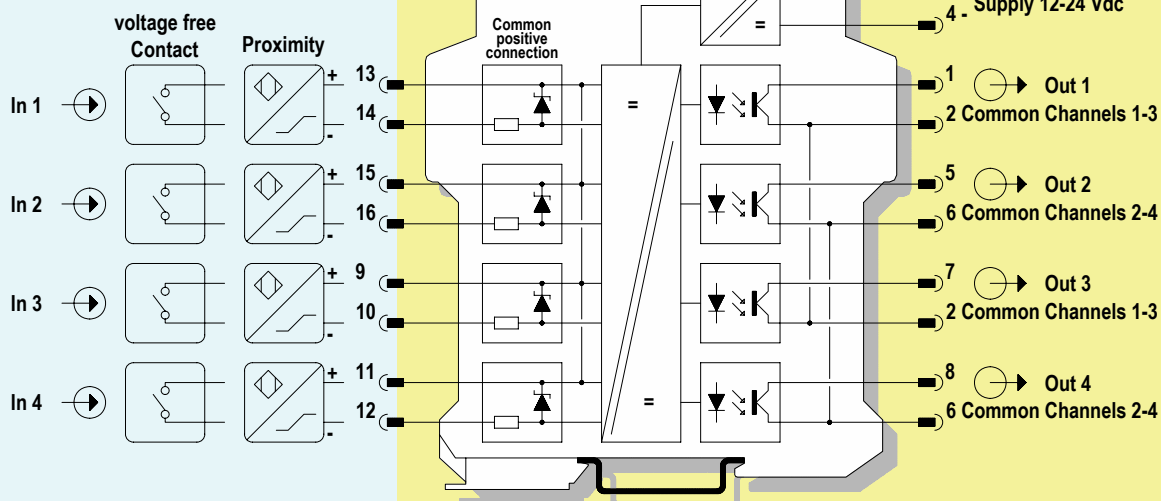 Supply 12-24 Vdc
4 -
=
voltage free
Contact
Proximity
Common
positive
connection
In 1
+ 13
14
-
=
1 Out 1
2 Common Channels 1-3
In 2
+ 15
16
-
5 Out 2
6 Common Channels 2-4
In 3
+ 9
10
-
7 Out 3
2 Common Channels 1-3
In 4
+ 11
12
-
=
8 Out 4
6 Common Channels 2-4